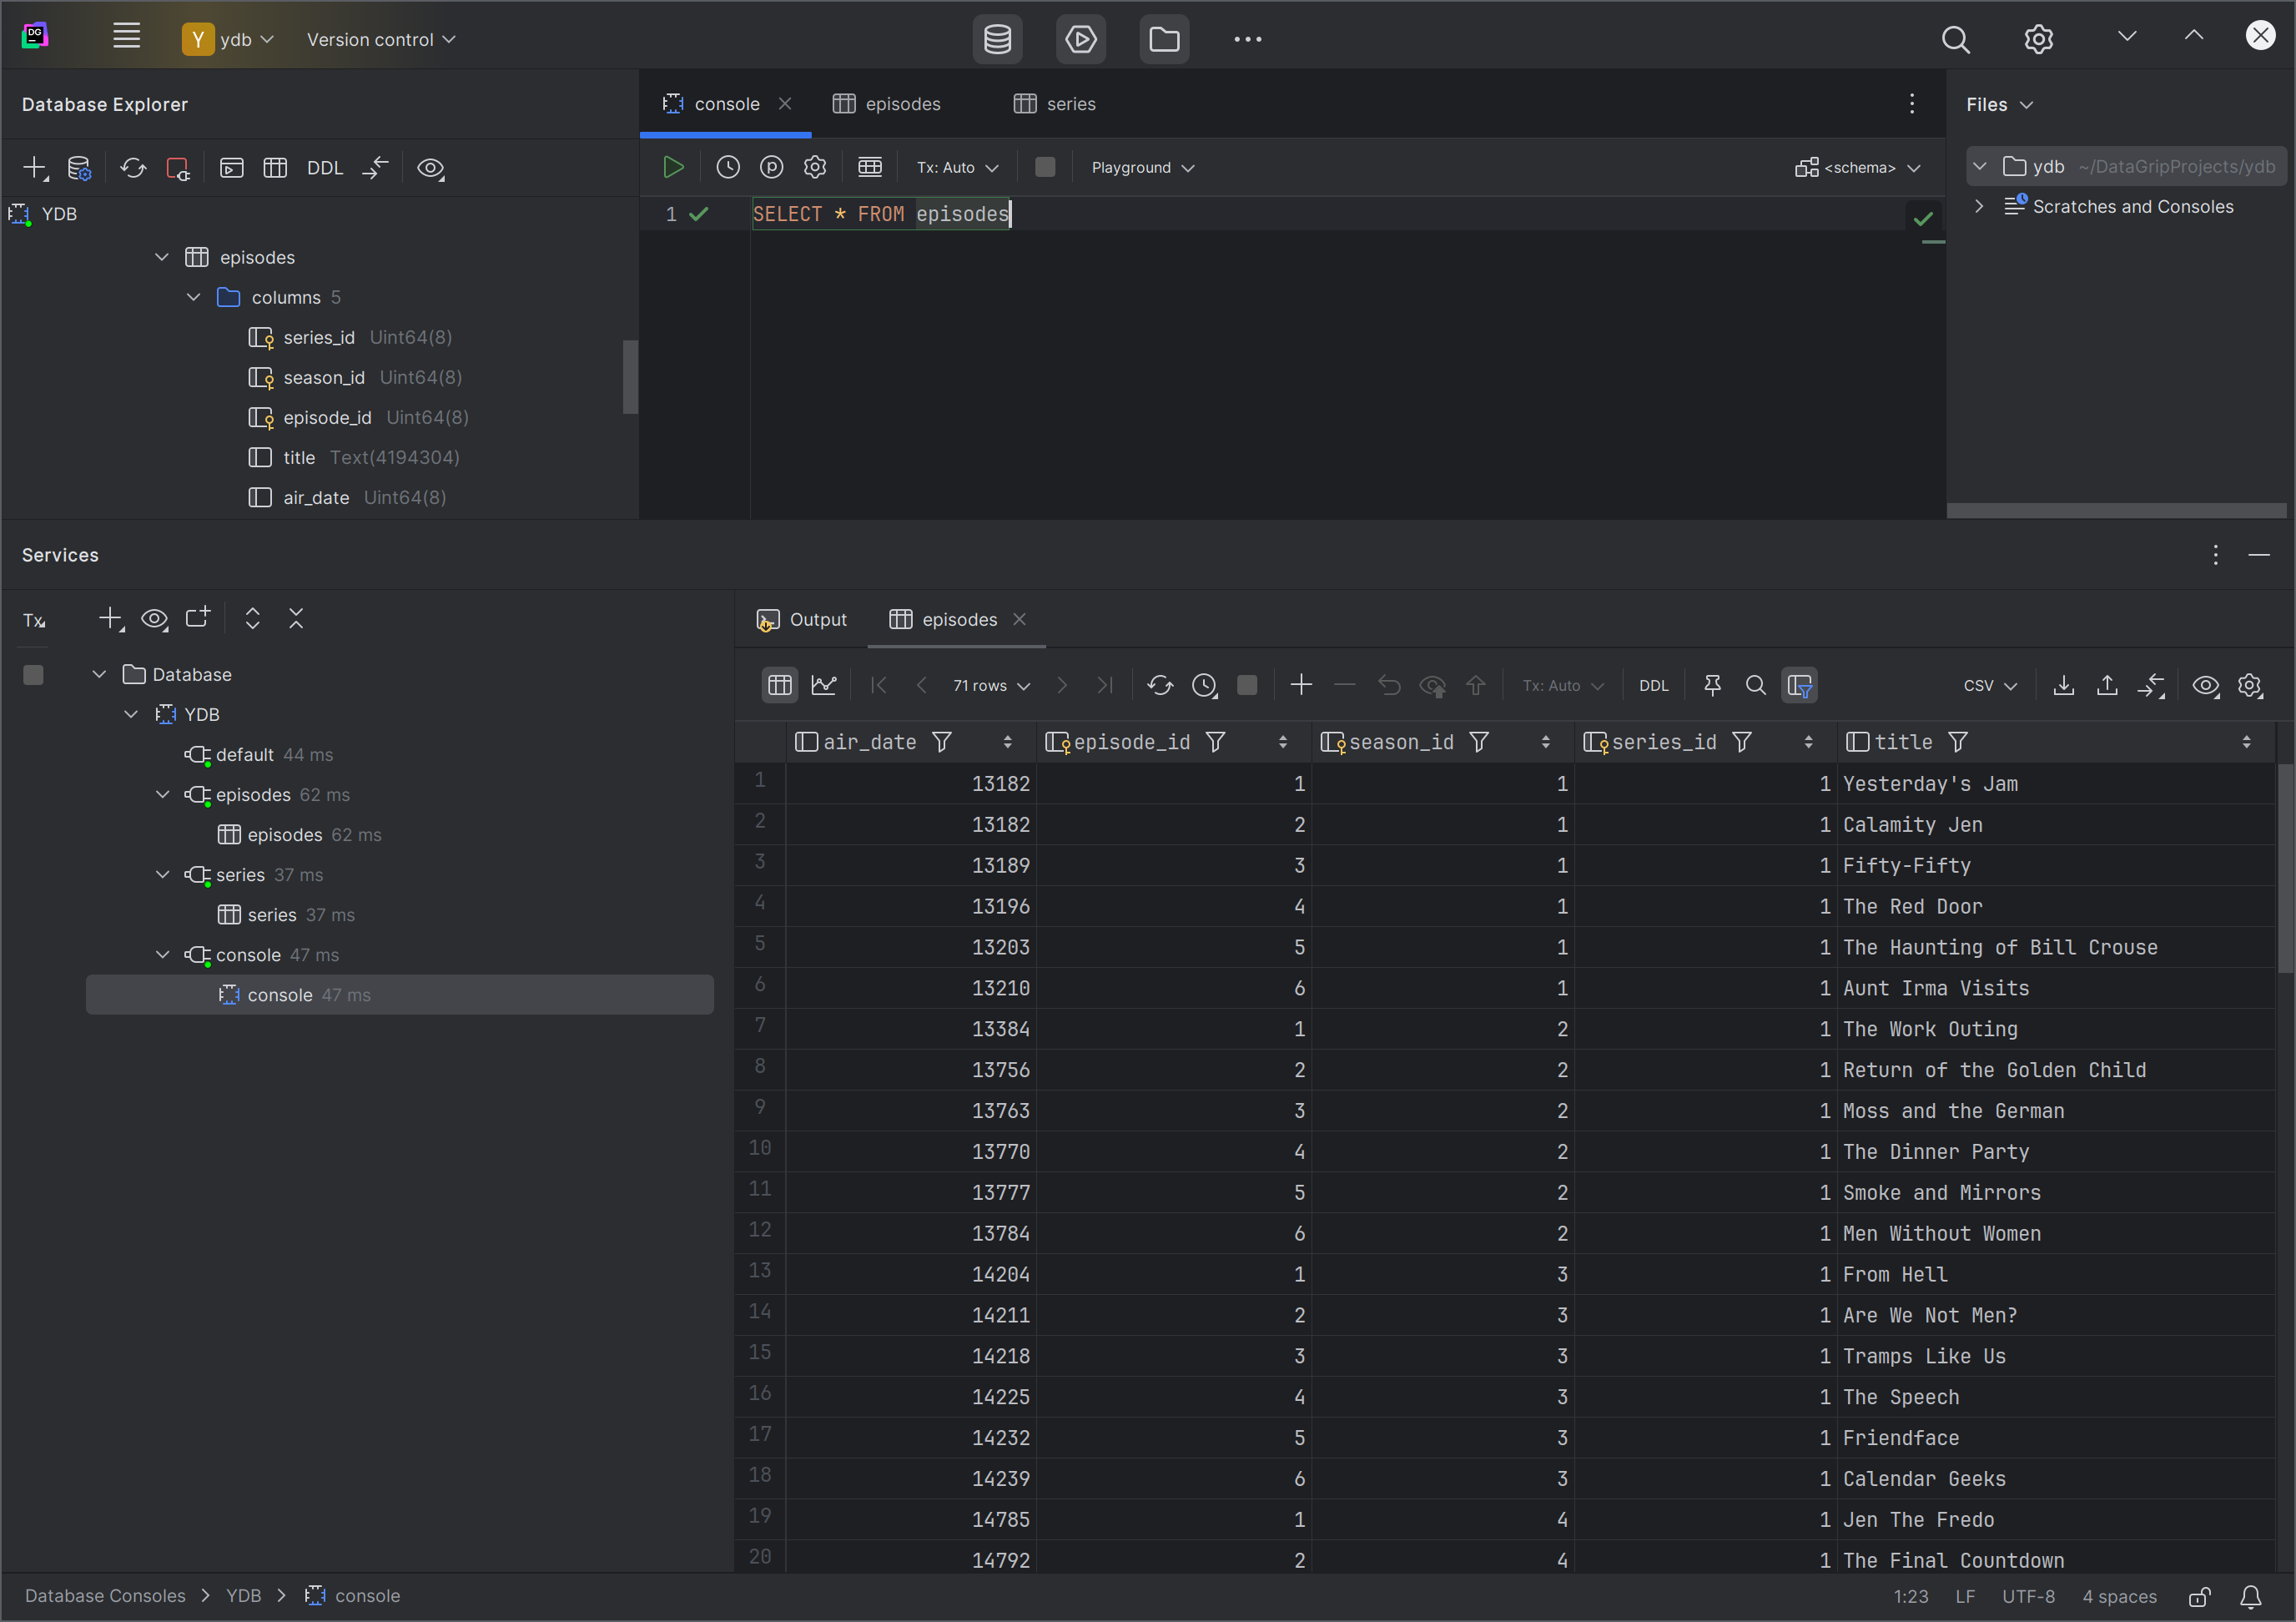 DG
Y ydb Version control
Database Explorer
DDL
YDB
episodes
columns 5
series_id Uint64(8)
season_id Uint64(8)
episode_id Uint64(8)
title Text(4194304)
air_date Uint64(8)
console episodes series
Tx: Auto Playground <schema>
1 SELECT * FROM episodes
Files
ydb ~/DataGripProjects/ydb
Scratches and Consoles
Services
Tx
Database
YDB
default 44 ms
episodes 62 ms
episodes 62 ms
series 37 ms
series 37 ms
console 47 ms
console 47 ms
Output episodes
71 rows Tx: Auto DDL CSV
air_date episode_id season_id series_id title
1 13182 1 1 1 Yesterday's Jam
2 13182 2 1 1 Calamity Jen
3 13189 3 1 1 Fifty-Fifty
4 13196 4 1 1 The Red Door
5 13203 5 1 1 The Haunting of Bill Crouse
6 13210 6 1 1 Aunt Irma Visits
7 13384 1 2 1 The Work Outing
8 13756 2 2 1 Return of the Golden Child
9 13763 3 2 1 Moss and the German
10 13770 4 2 1 The Dinner Party
11 13777 5 2 1 Smoke and Mirrors
12 13784 6 2 1 Men Without Women
13 14204 1 3 1 From Hell
14 14211 2 3 1 Are We Not Men?
15 14218 3 3 1 Tramps Like Us
16 14225 4 3 1 The Speech
17 14232 5 3 1 Friendface
18 14239 6 3 1 Calendar Geeks
19 14785 1 4 1 Jen The Fredo
20 14792 2 4 1 The Final Countdown
Database Consoles YDB console
1:23 LF UTF-8 4 spaces